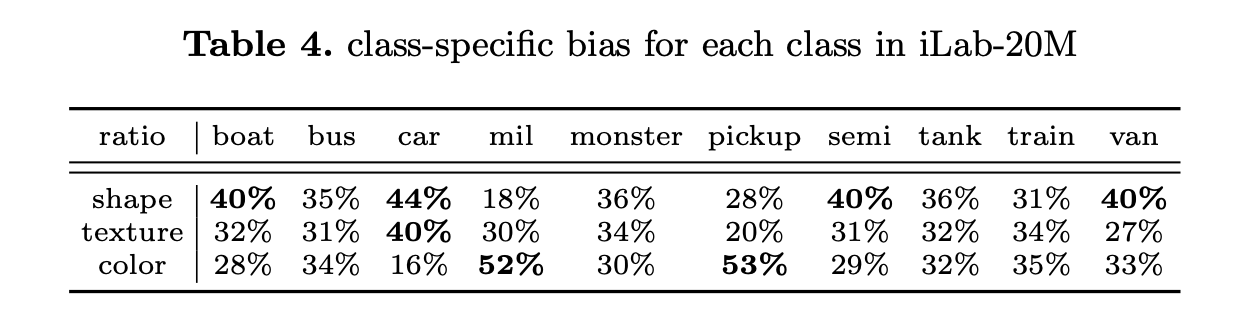 Table 4. class-specific bias for each class in iLab-20M
ratio boat bus car mil monster pickup semi tank train van
shape 40% 35% 44% 18% 36% 28% 40% 36% 31% 40%
texture 32% 31% 40% 30% 34% 20% 31% 32% 34% 27%
color 28% 34% 16% 52% 30% 53% 29% 32% 35% 33%